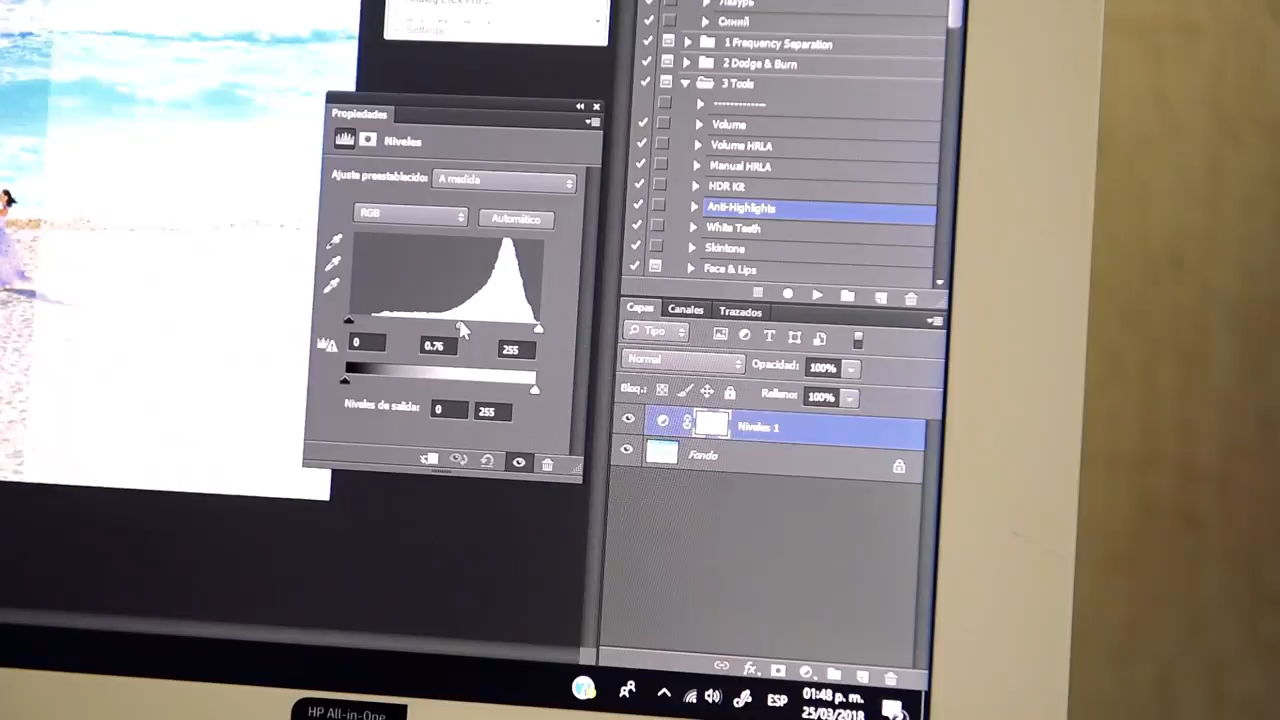 Лазурь
Синий
1 Frequency Separation
2 Dodge & Burn
3 Tools
-------------
Volume
Volume HRLA
Manual HRLA
HDR Kit
Anti-Highlights
White Teeth
Skintone
Face & Lips
Settings
Propiedades
Niveles
Ajuste preestablecido: A medida
RGB
Automático
0
0.76
255
Niveles de salida: 0 255
Capas Canales Trazados
Tipo
Normal
Opacidad: 100%
Bloq.:
Relleno: 100%
Niveles 1
Fondo
fx
ESP
01:48 p. m.
25/03/2018
HP All-in-One